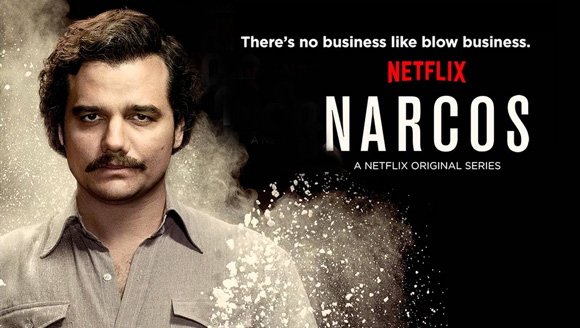 There's no business like blow business.
NETFLIX
NARCOS
A NETFLIX ORIGINAL SERIES